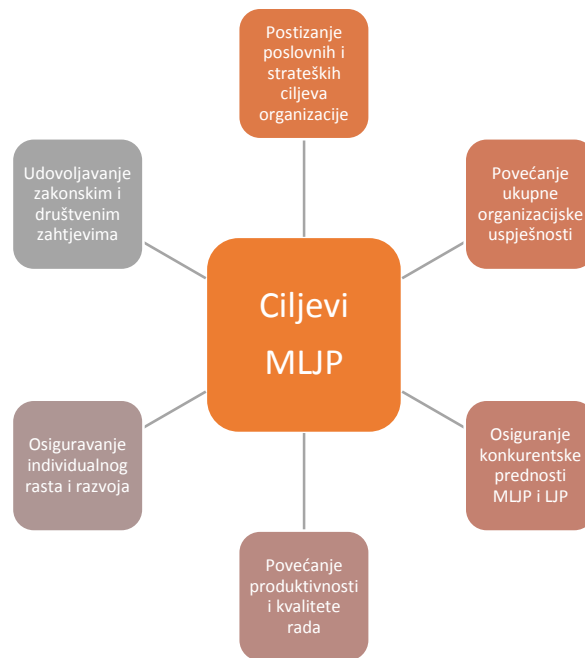 Postizanje
poslovnih i
strateških
ciljeva
organizacije
Udovoljavanje
zakonskim i
društvenim
zahtjevima
Povećanje
ukupne
organizacijske
uspješnosti
Ciljevi
MLJP
Osiguravanje
individualnog
rasta i razvoja
Osiguranje
konkurentske
prednosti
MLJP i LJP
Povećanje
produktivnosti
i kvalitete
rada